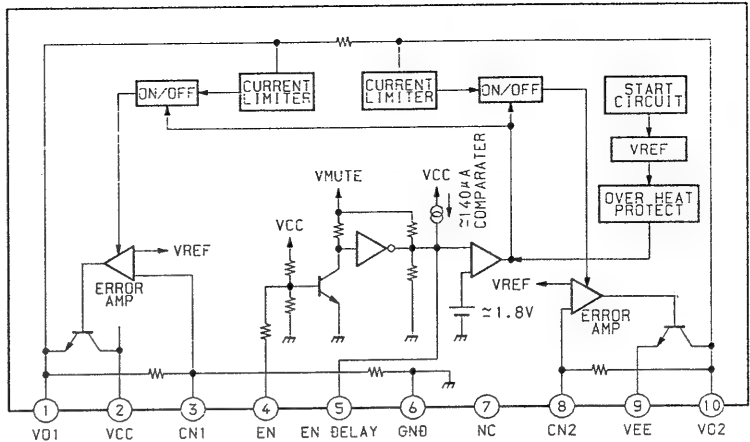 ON/OFF
CURRENT
LIMITER
CURRENT
LIMITER
ON/OFF
START
CIRCUIT
VREF
OVER HEAT
PROTECT
VMUTE
VCC
≃140μA
COMPARATER
VCC
VREF
ERROR
AMP
VREF
≃1.8V
ERROR
AMP
1 2 3 4 5 6 7 8 9 10
VO1 VCC CN1 EN EN DELAY GND NC CN2 VEE VO2